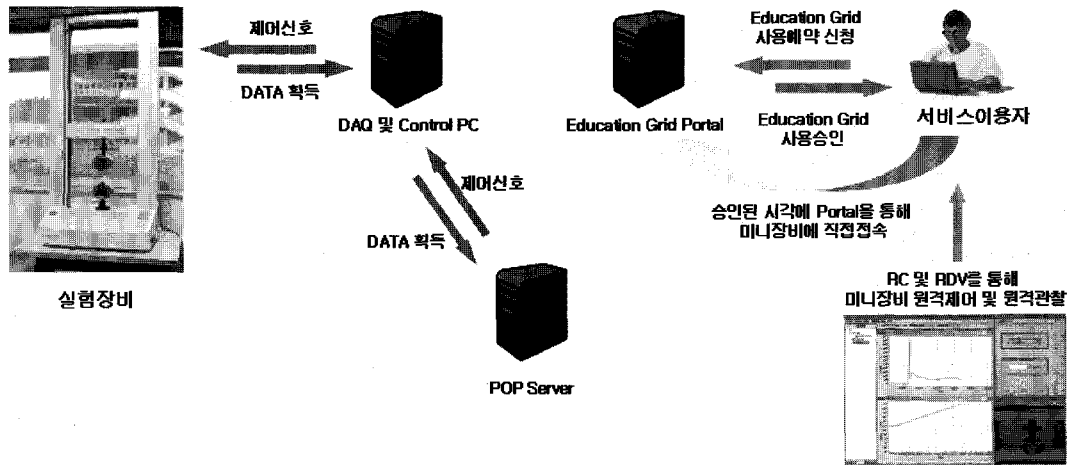 제어신호
DATA 획득
실험장비
DAQ 및 Control PC
제어신호
DATA 획득
POP Server
Education Grid Portal
Education Grid
사용예약 신청
Education Grid
사용승인
서비스이용자
승인된 시각에 Portal을 통해
미니장비에 직접접속
RC 및 RDV를 통해
미니장비 원격제어 및 원격관찰